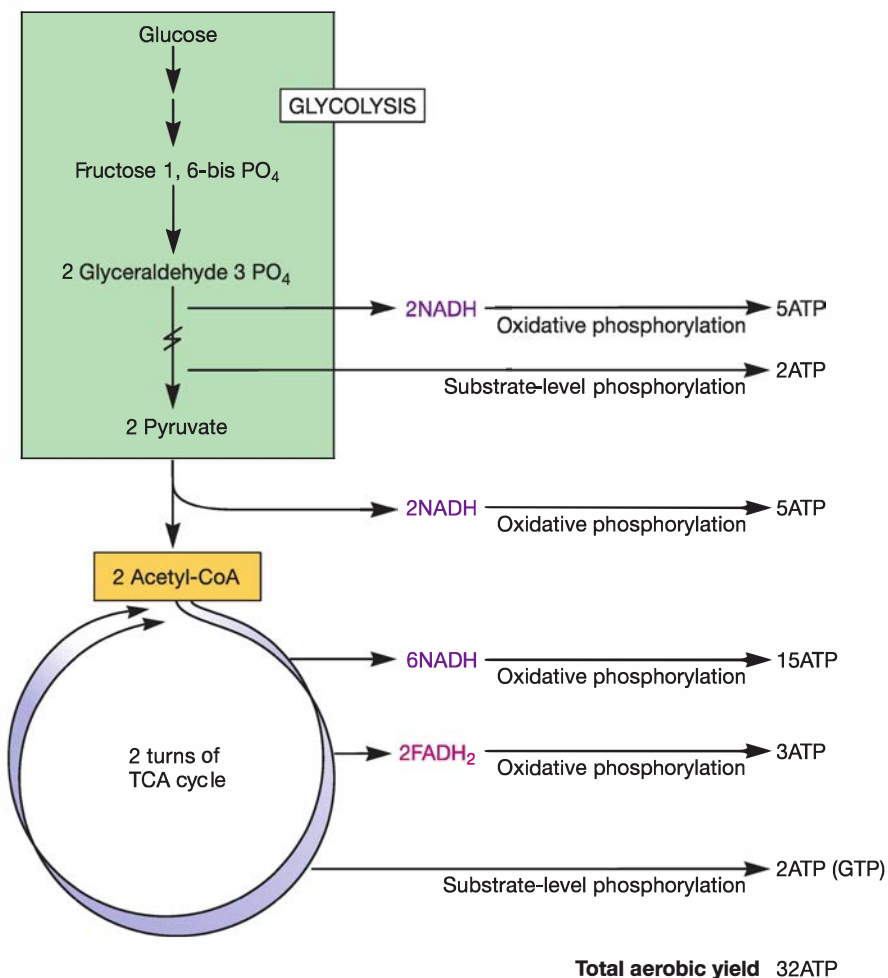 Glucose
GLYCOLYSIS
Fructose 1, 6-bis PO4
2 Glyceraldehyde 3 PO4
2NADH
Oxidative phosphorylation
5ATP
Substrate-level phosphorylation
2ATP
2 Pyruvate
2NADH
Oxidative phosphorylation
5ATP
2 Acetyl-CoA
6NADH
Oxidative phosphorylation
15ATP
2 turns of
TCA cycle
2FADH2
Oxidative phosphorylation
3ATP
Substrate-level phosphorylation
2ATP (GTP)
Total aerobic yield 32ATP